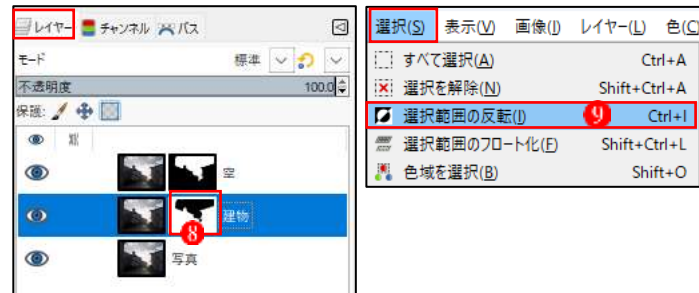 レイヤー チャンネル パス
モード 標準
不透明度 100.0
保護:
空
建物
8
写真
選択(S) 表示(V) 画像(I) レイヤー(L) 色(C)
すべて選択(A) Ctrl+A
選択を解除(N) Shift+Ctrl+A
選択範囲の反転(I) 9 Ctrl+I
選択範囲のフロート化(F) Shift+Ctrl+L
色域を選択(B) Shift+O